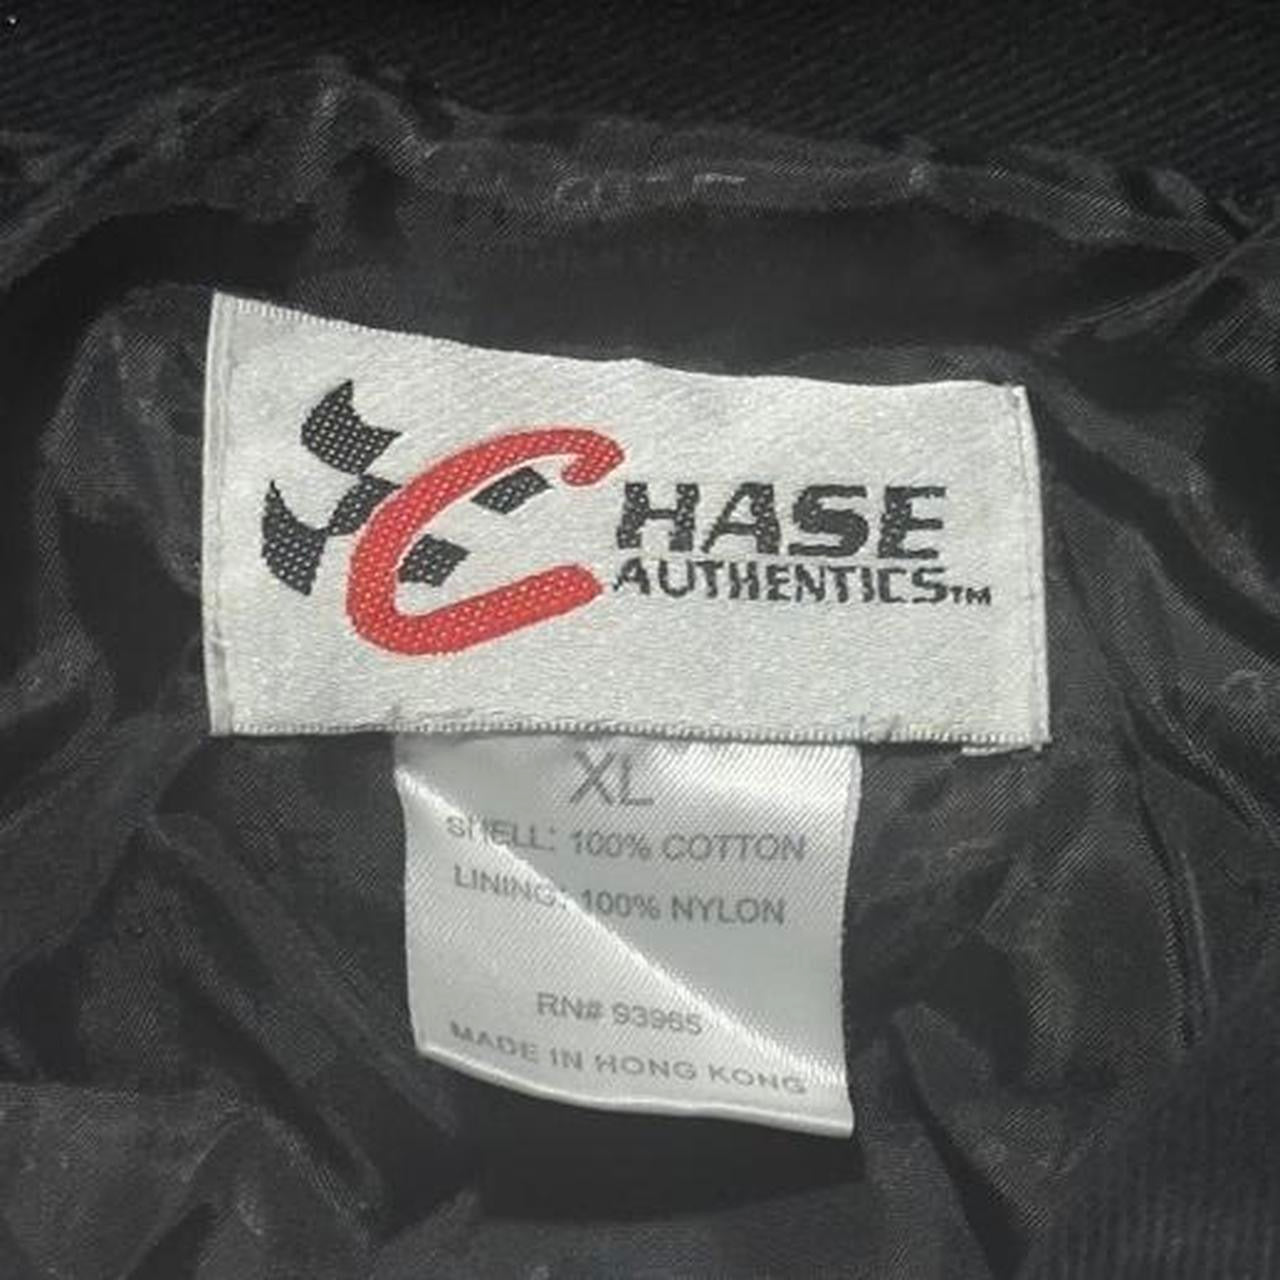 CHASE
AUTHENTICS™
XL
SHELL: 100% COTTON
LINING: 100% NYLON
RN# 93965
MADE IN HONG KONG